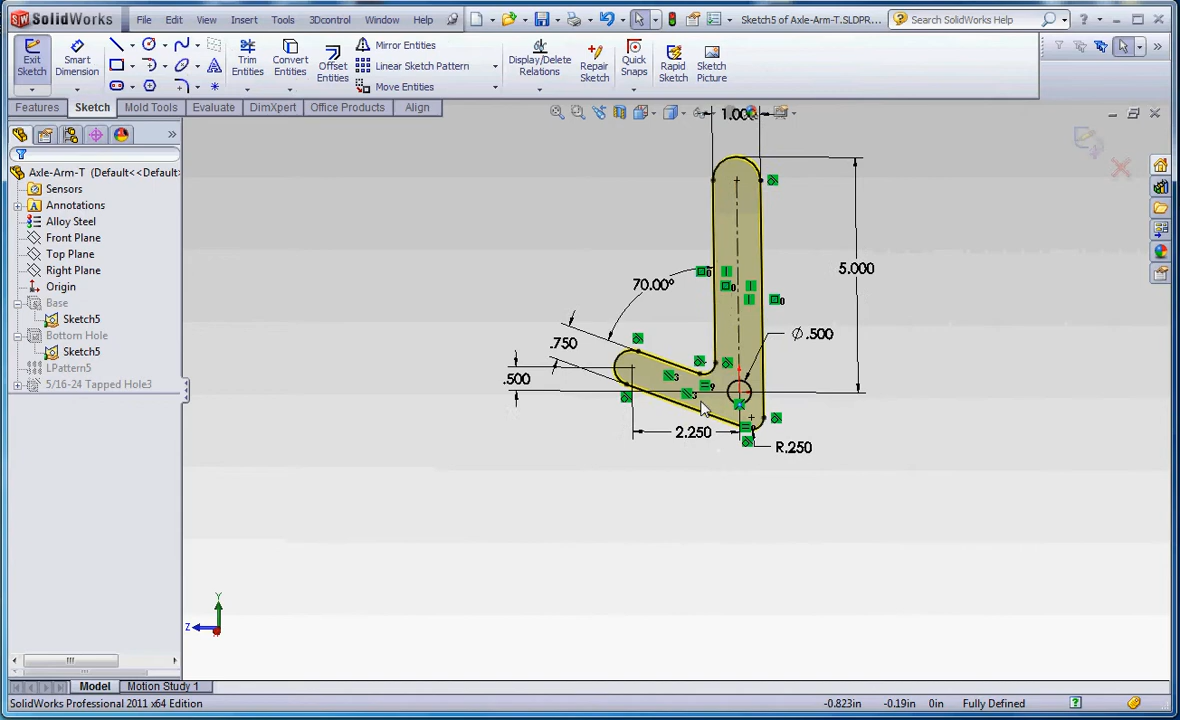 SolidWorks File Edit View Insert Tools 3Dcontrol Window Help Sketch5 of Axle-Arm-T.SLDPR... Search SolidWorks Help
Exit Sketch
Smart Dimension
Trim Entities
Convert Entities
Offset Entities
Mirror Entities
Linear Sketch Pattern
Move Entities
Display/Delete Relations
Repair Sketch
Quick Snaps
Rapid Sketch
Sketch Picture
Features Sketch Mold Tools Evaluate DimXpert Office Products Align
Axle-Arm-T (Default<<Default>
Sensors
Annotations
Alloy Steel
Front Plane
Top Plane
Right Plane
Origin
Base
Sketch5
Bottom Hole
Sketch5
LPattern5
5/16-24 Tapped Hole3
1.000
5.000
70.00°
Ø.500
.750
.500
2.250
R.250
Y
Z
Model Motion Study 1
SolidWorks Professional 2011 x64 Edition -0.823in -0.19in 0in Fully Defined